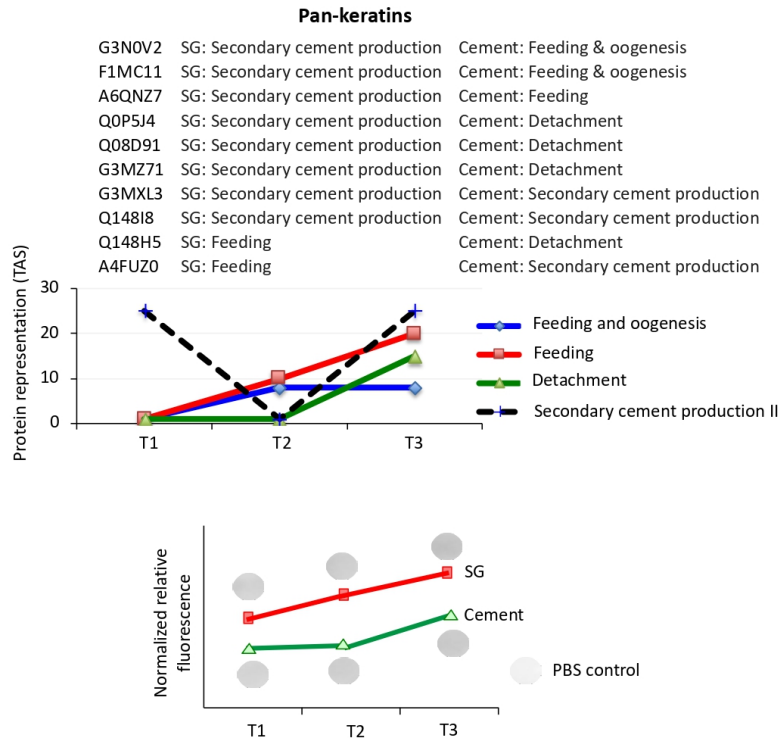 Pan-keratins
G3N0V2 SG: Secondary cement production Cement: Feeding & oogenesis
F1MC11 SG: Secondary cement production Cement: Feeding & oogenesis
A6QNZ7 SG: Secondary cement production Cement: Feeding
Q0P5J4 SG: Secondary cement production Cement: Detachment
Q08D91 SG: Secondary cement production Cement: Detachment
G3MZ71 SG: Secondary cement production Cement: Detachment
G3MXL3 SG: Secondary cement production Cement: Secondary cement production
Q148I8 SG: Secondary cement production Cement: Secondary cement production
Q148H5 SG: Feeding Cement: Detachment
A4FUZ0 SG: Feeding Cement: Secondary cement production
Protein representation (TAS)
30
20
10
0
T1 T2 T3
Feeding and oogenesis
Feeding
Detachment
Secondary cement production II
Normalized relative
fluorescence
SG
Cement
PBS control
T1 T2 T3